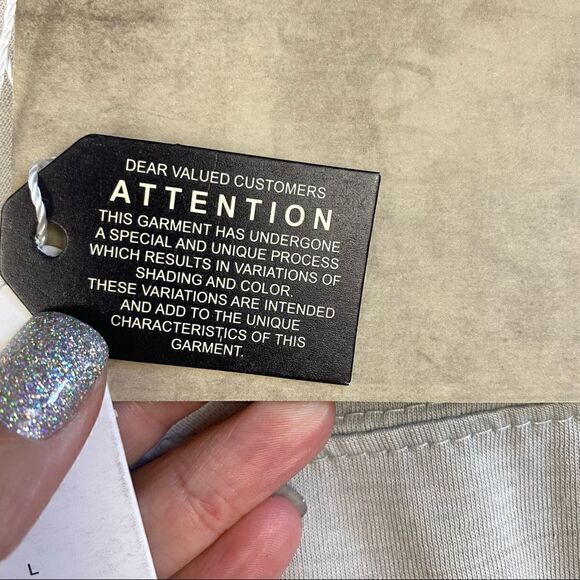 DEAR VALUED CUSTOMERS
ATTENTION
THIS GARMENT HAS UNDERGONE
A SPECIAL AND UNIQUE PROCESS
WHICH RESULTS IN VARIATIONS OF
SHADING AND COLOR.
THESE VARIATIONS ARE INTENDED
AND ADD TO THE UNIQUE
CHARACTERISTICS OF THIS
GARMENT.
L